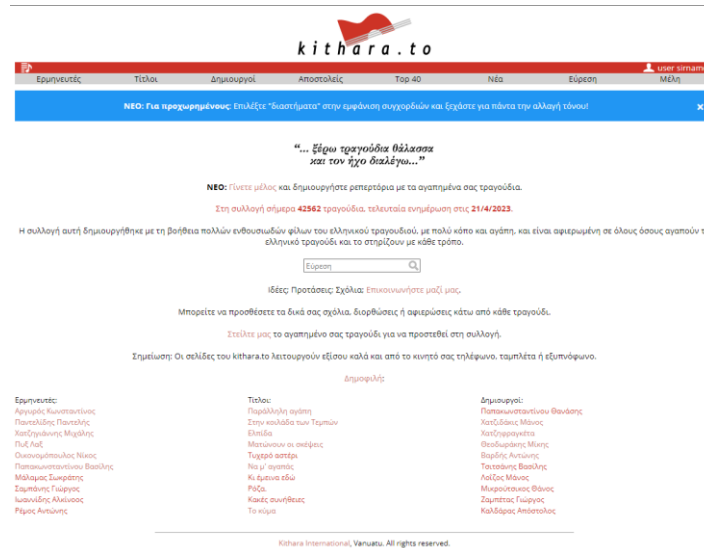 kithara.to
user sirname
Ερμηνευτές Τίτλοι Δημιουργοί Αποστολείς Top 40 Νέα Εύρεση Μέλη
ΝΕΟ: Για προχωρημένους: Επιλέξτε "διαστήματα" στην εμφάνιση συγχορδιών και ξεχάστε για πάντα την αλλαγή τόνου! ×
“... ξέρω τραγούδια θάλασσα
και τον ήχο διαλέγω...”
ΝΕΟ: Γίνετε μέλος και δημιουργήστε ρεπερτόρια με τα αγαπημένα σας τραγούδια.
Στη συλλογή σήμερα 42562 τραγούδια, τελευταία ενημέρωση στις 21/4/2023.
Η συλλογή αυτή δημιουργήθηκε με τη βοήθεια πολλών ενθουσιωδών φίλων του ελληνικού τραγουδιού, με πολύ κόπο και αγάπη, και είναι αφιερωμένη σε όλους όσους αγαπούν τ
ελληνικό τραγούδι και το στηρίζουν με κάθε τρόπο.
Εύρεση
Ιδέες; Προτάσεις; Σχόλια; Επικοινωνήστε μαζί μας.
Μπορείτε να προσθέσετε τα δικά σας σχόλια, διορθώσεις ή αφιερώσεις κάτω από κάθε τραγούδι.
Στείλτε μας το αγαπημένο σας τραγούδι για να προστεθεί στη συλλογή.
Σημείωση: Οι σελίδες του kithara.to λειτουργούν εξίσου καλά και από το κινητό σας τηλέφωνο, ταμπλέτα ή εξυπνόφωνο.
Δημοφιλή:
Ερμηνευτές:
Αργυρός Κωνσταντίνος
Παντελίδης Παντελής
Χατζηγιάννης Μιχάλης
Πυξ Λαξ
Οικονομόπουλος Νίκος
Παπακωνσταντίνου Βασίλης
Μάλαμας Σωκράτης
Σαμπάνης Γιώργος
Ιωαννίδης Αλκίνοος
Ρέμος Αντώνης
Τίτλοι:
Παράλληλη αγάπη
Στην κοιλάδα των Τεμπών
Ελπίδα
Ματώνουν οι σκέψεις
Τυχερό αστέρι
Να μ' αγαπάς
Κι έμεινα εδώ
Ρόζα.
Κακές συνήθειες
Το κύμα
Δημιουργοί:
Παπακωνσταντίνου Θανάσης
Χατζιδάκις Μάνος
Χατζηφραγκέτα
Θεοδωράκης Μίκης
Βαρδής Αντώνης
Τσιτσάνης Βασίλης
Λοΐζος Μάνος
Μικρούτσικος Θάνος
Ζαμπέτας Γιώργος
Καλδάρας Απόστολος
Kithara International, Vanuatu. All rights reserved.